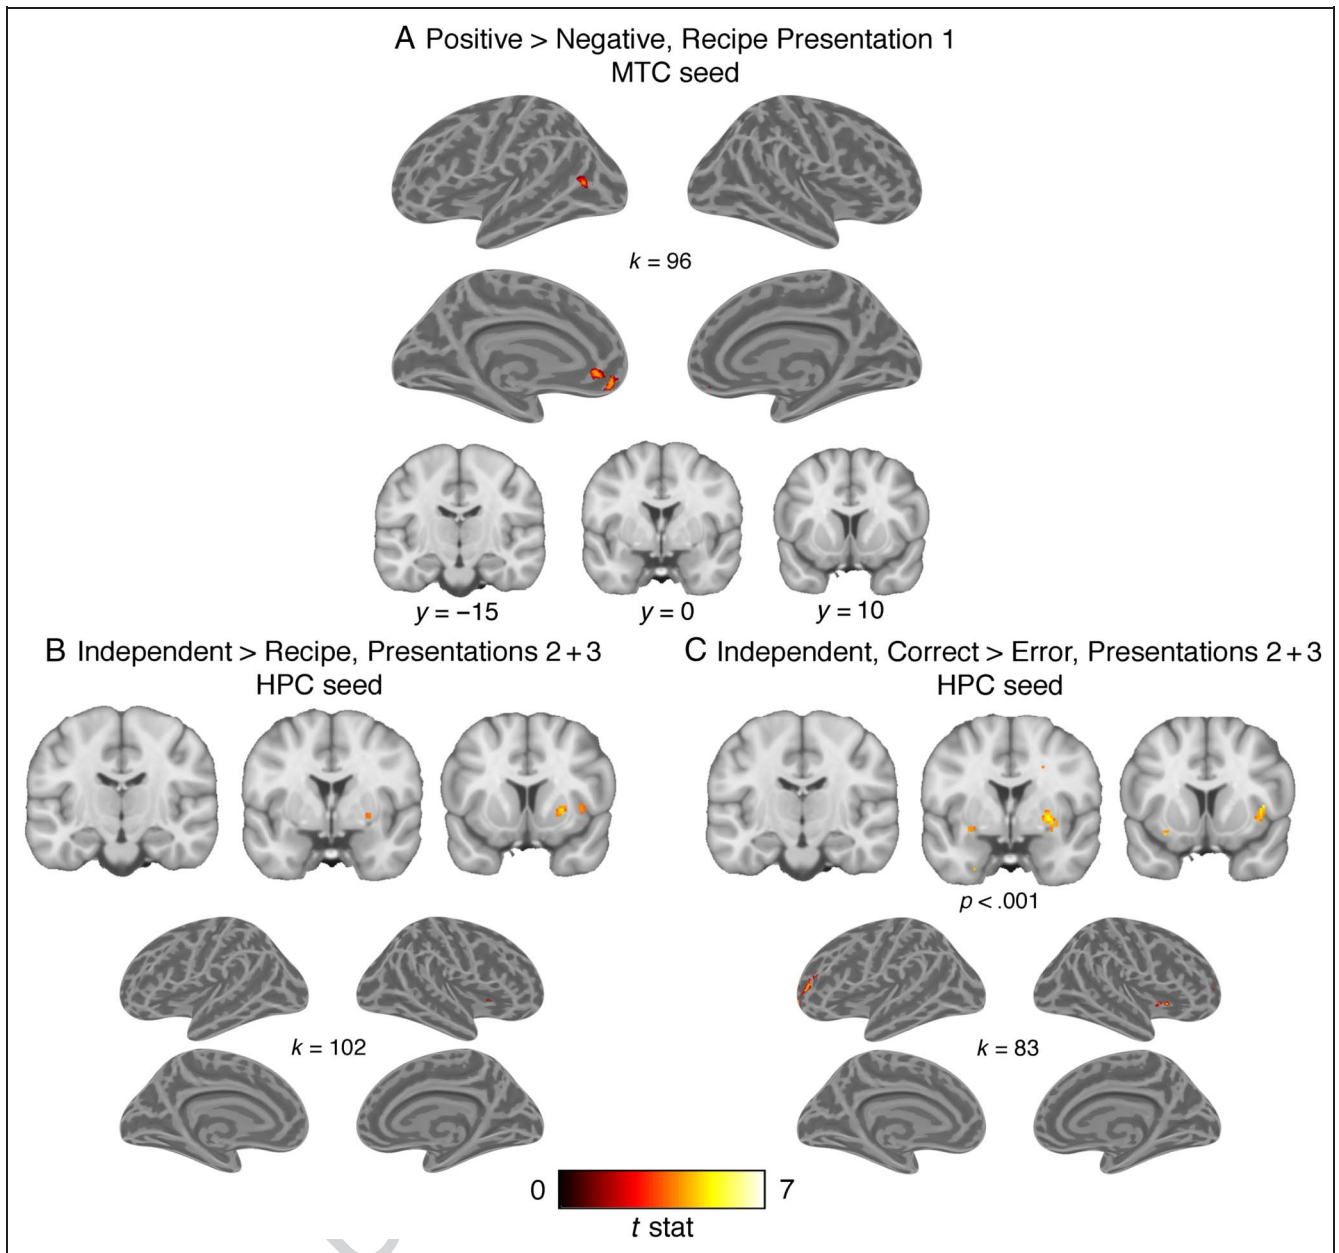 A Positive > Negative, Recipe Presentation 1
MTC seed
k = 96
y = −15
y = 0
y = 10
B Independent > Recipe, Presentations 2 + 3
HPC seed
k = 102
C Independent, Correct > Error, Presentations 2 + 3
HPC seed
p < .001
k = 83
0
7
t stat